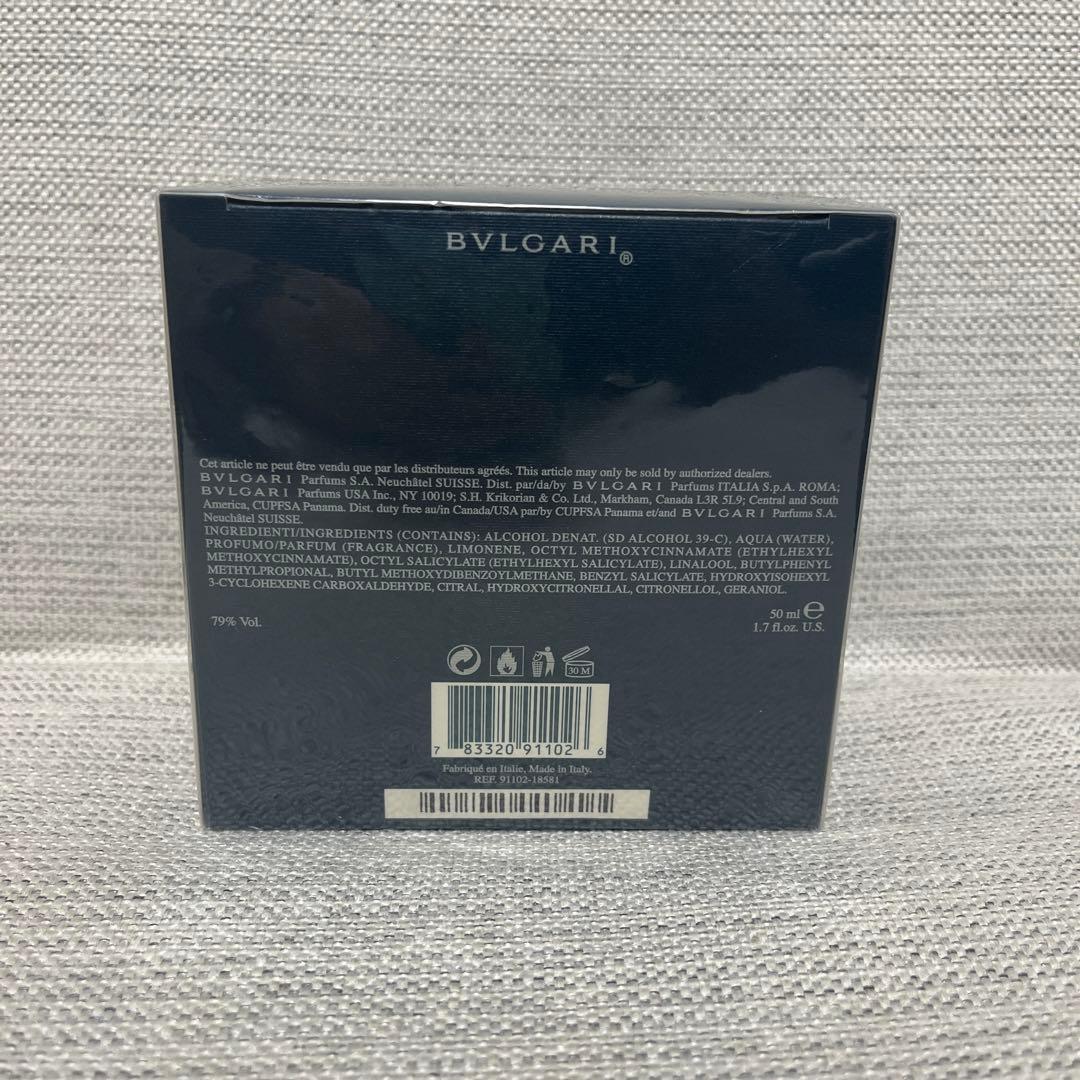 BVLGARI®
Cet article ne peut être vendu que par les distributeurs agréés. This article may only be sold by authorized dealers.
BVLGARI Parfums S.A. Neuchâtel SUISSE. Dist. par/da/by BVLGARI Parfums ITALIA S.p.A. ROMA;
BVLGARI Parfums USA Inc., NY 10019; S.H. Krikorian & Co. Ltd., Markham, Canada L3R 5L9; Central and South
America, CUPFSA Panama. Dist. duty free au/in Canada/USA par/by CUPFSA Panama et/and BVLGARI Parfums S.A.
Neuchâtel SUISSE.
INGREDIENTI/INGREDIENTS (CONTAINS): ALCOHOL DENAT. (SD ALCOHOL 39-C), AQUA (WATER),
PROFUMO/PARFUM (FRAGRANCE), LIMONENE, OCTYL METHOXYCINNAMATE (ETHYLHEXYL
METHOXYCINNAMATE), OCTYL SALICYLATE (ETHYLHEXYL SALICYLATE), LINALOOL, BUTYLPHENYL
METHYLPROPIONAL, BUTYL METHOXYDIBENZOYLMETHANE, BENZYL SALICYLATE, HYDROXYISOHEXYL
3-CYCLOHEXENE CARBOXALDEHYDE, CITRAL, HYDROXYCITRONELLAL, CITRONELLOL, GERANIOL.
79% Vol.
50 ml ℮
1.7 fl.oz. U.S.
30 M
7 83320 91102 6
Fabriqué en Italie, Made in Italy.
REF. 91102-18581